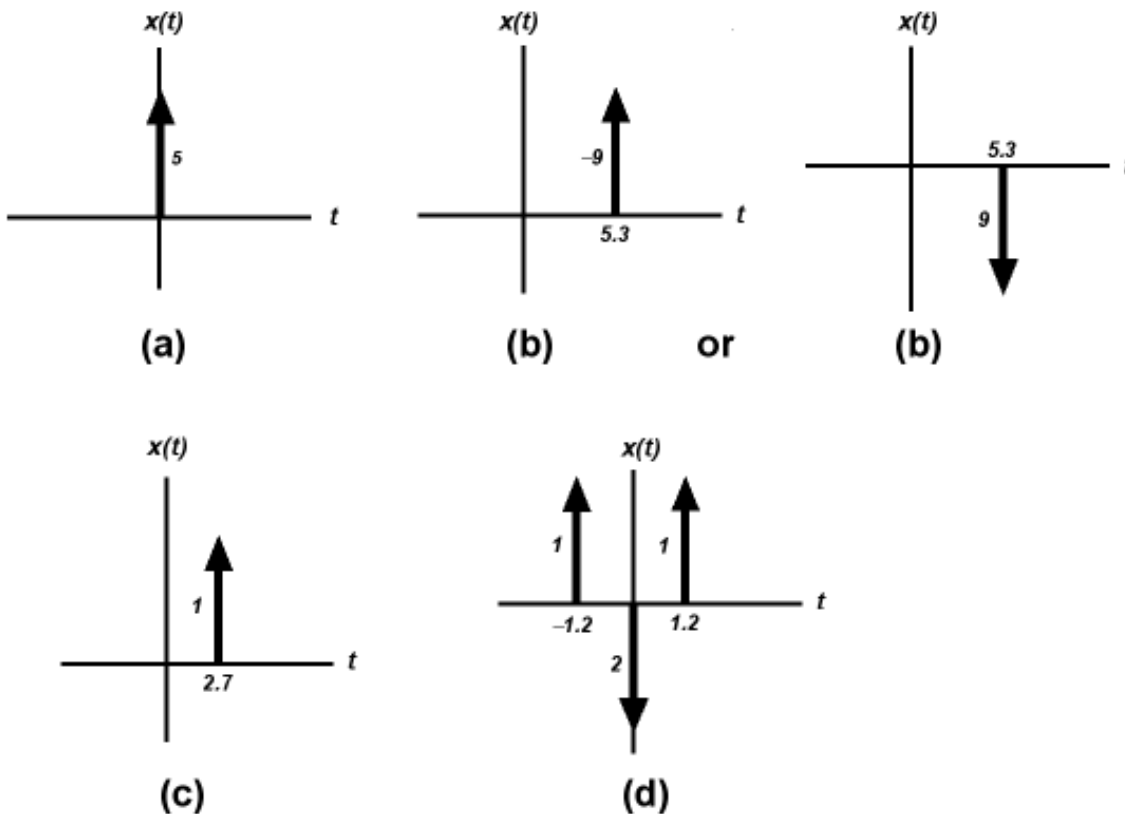 x(t)
5
t
(a)
x(t)
–9
5.3
t
(b)
or
x(t)
5.3
9
(b)
x(t)
1
2.7
t
(c)
x(t)
1
1
–1.2
1.2
t
2
(d)